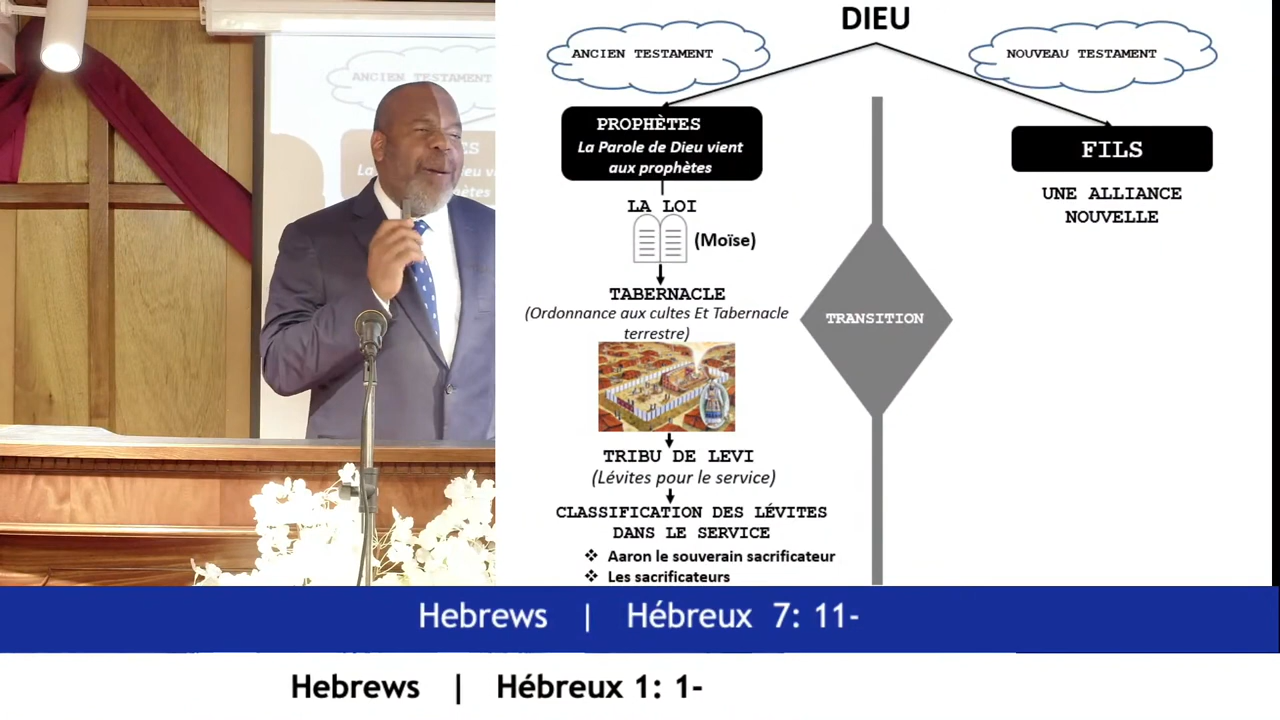 DIEU
ANCIEN TESTAMENT
NOUVEAU TESTAMENT
PROPHÈTES
La Parole de Dieu vient
aux prophètes
LA LOI
(Moïse)
TABERNACLE
(Ordonnance aux cultes Et Tabernacle
terrestre)
TRIBU DE LEVI
(Lévites pour le service)
CLASSIFICATION DES LÉVITES
DANS LE SERVICE
❖ Aaron le souverain sacrificateur
❖ Les sacrificateurs
TRANSITION
FILS
UNE ALLIANCE
NOUVELLE
ANCIEN TESTAMENT
Hebrews | Hébreux 7: 11-
Hebrews | Hébreux 1: 1-